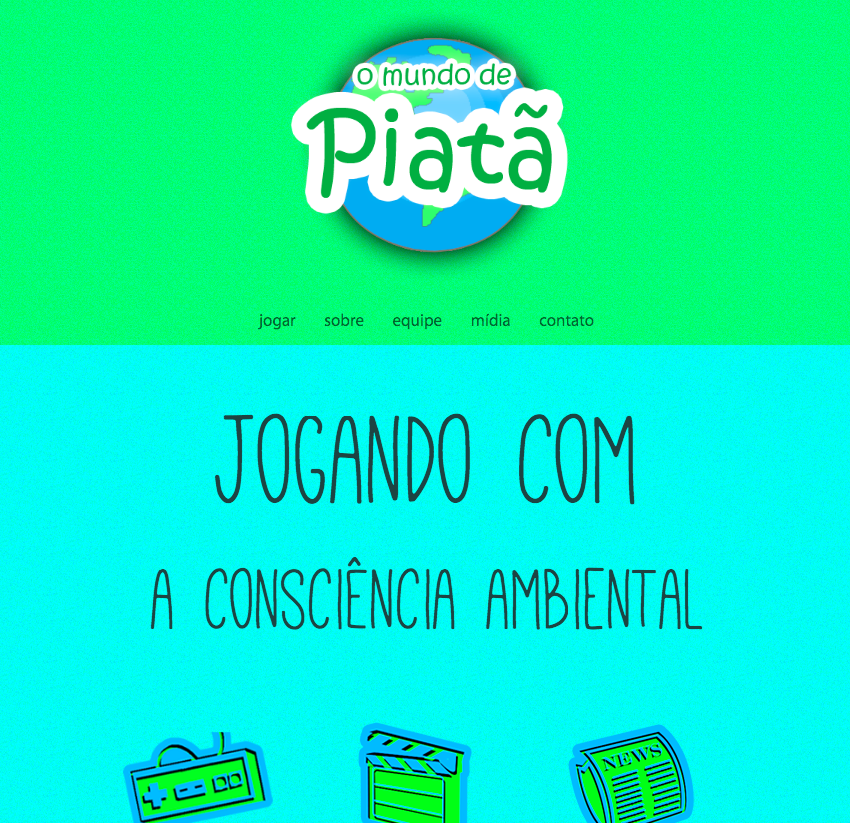 o mundo de
Piatã
jogar sobre equipe mídia contato
JOGANDO COM
A CONSCIÊNCIA AMBIENTAL
NEWS